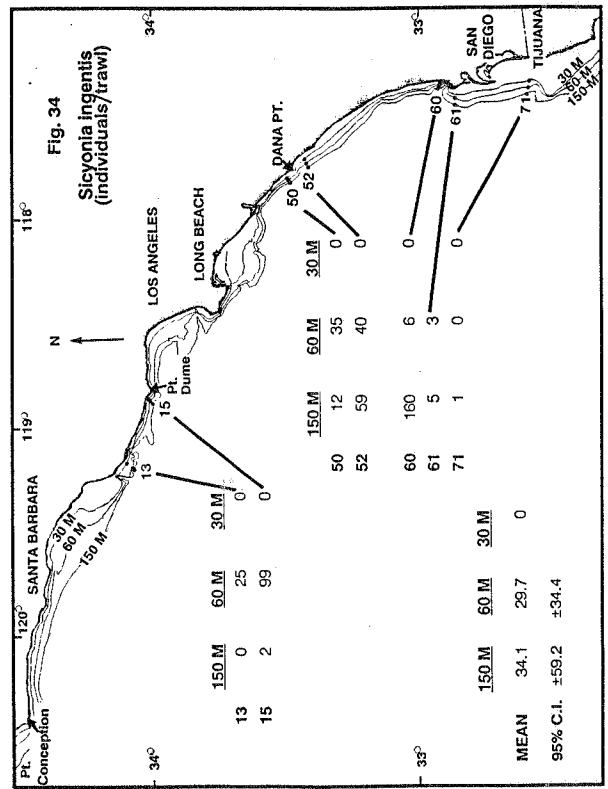 Fig. 34
Sicyonia ingentis
(individuals/trawl)
120°
119°
118°
34°
33°
34°
33°
N
Pt.
Conception
SANTA BARBARA
30 M
60 M
150 M
13
15
Pt.
Dume
LOS ANGELES
LONG BEACH
DANA PT.
50
52
60
61
71
SAN
DIEGO
TIJUANA
30 M
60-M
150-M
150 M 60 M 30 M
13 0 25 0
15 2 99 0
150 M 60 M 30 M
50 12 35 0
52 59 40 0
60 160 6 0
61 5 3
71 1 0 0
150 M 60 M 30 M
MEAN 34.1 29.7 0
95% C.I. ±59.2 ±34.4